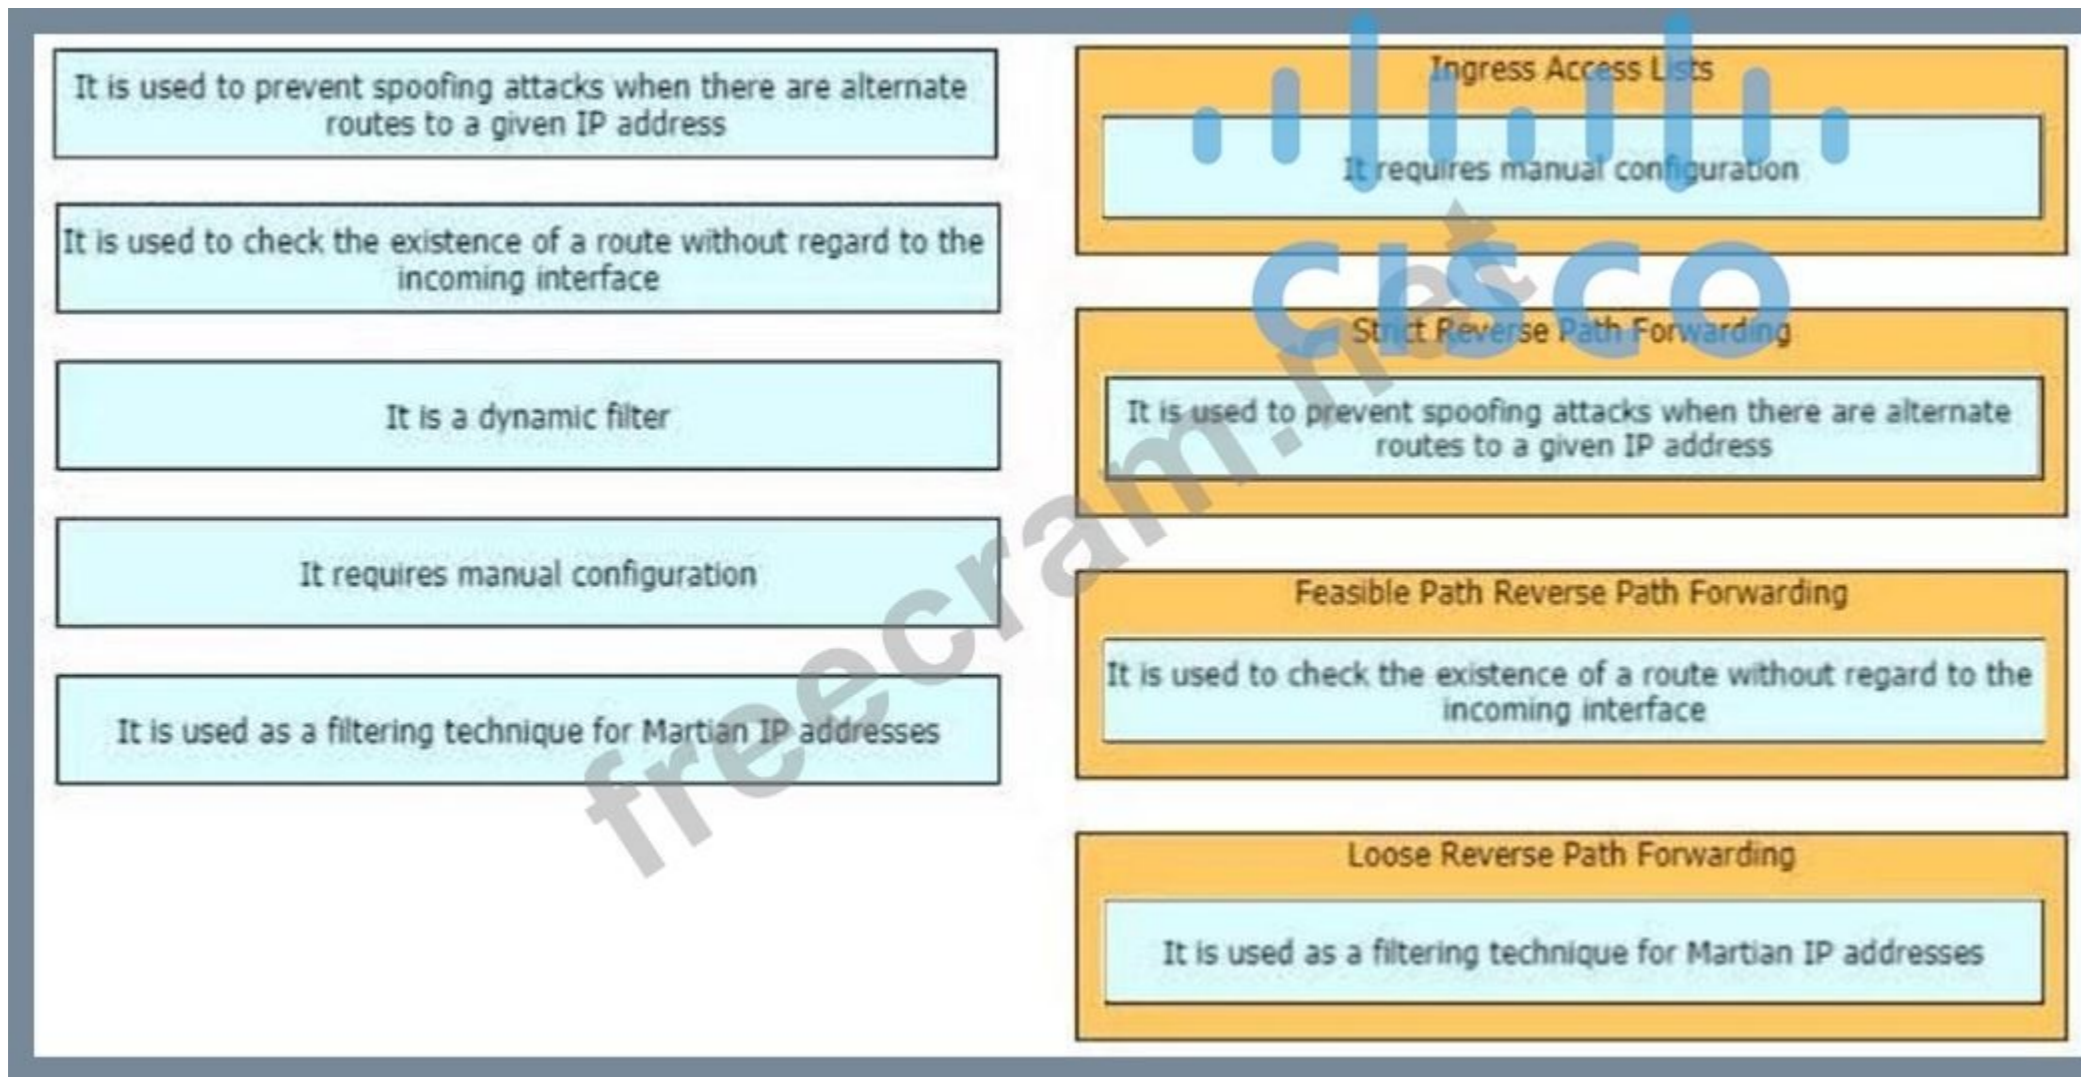 It is used to prevent spoofing attacks when there are alternate
routes to a given IP address
It is used to check the existence of a route without regard to the
incoming interface
It is a dynamic filter
It requires manual configuration
It is used as a filtering technique for Martian IP addresses
Ingress Access Lists
It requires manual configuration
Strict Reverse Path Forwarding
It is used to prevent spoofing attacks when there are alternate
routes to a given IP address
Feasible Path Reverse Path Forwarding
It is used to check the existence of a route without regard to the
incoming interface
Loose Reverse Path Forwarding
It is used as a filtering technique for Martian IP addresses
CISCO
freecram.net